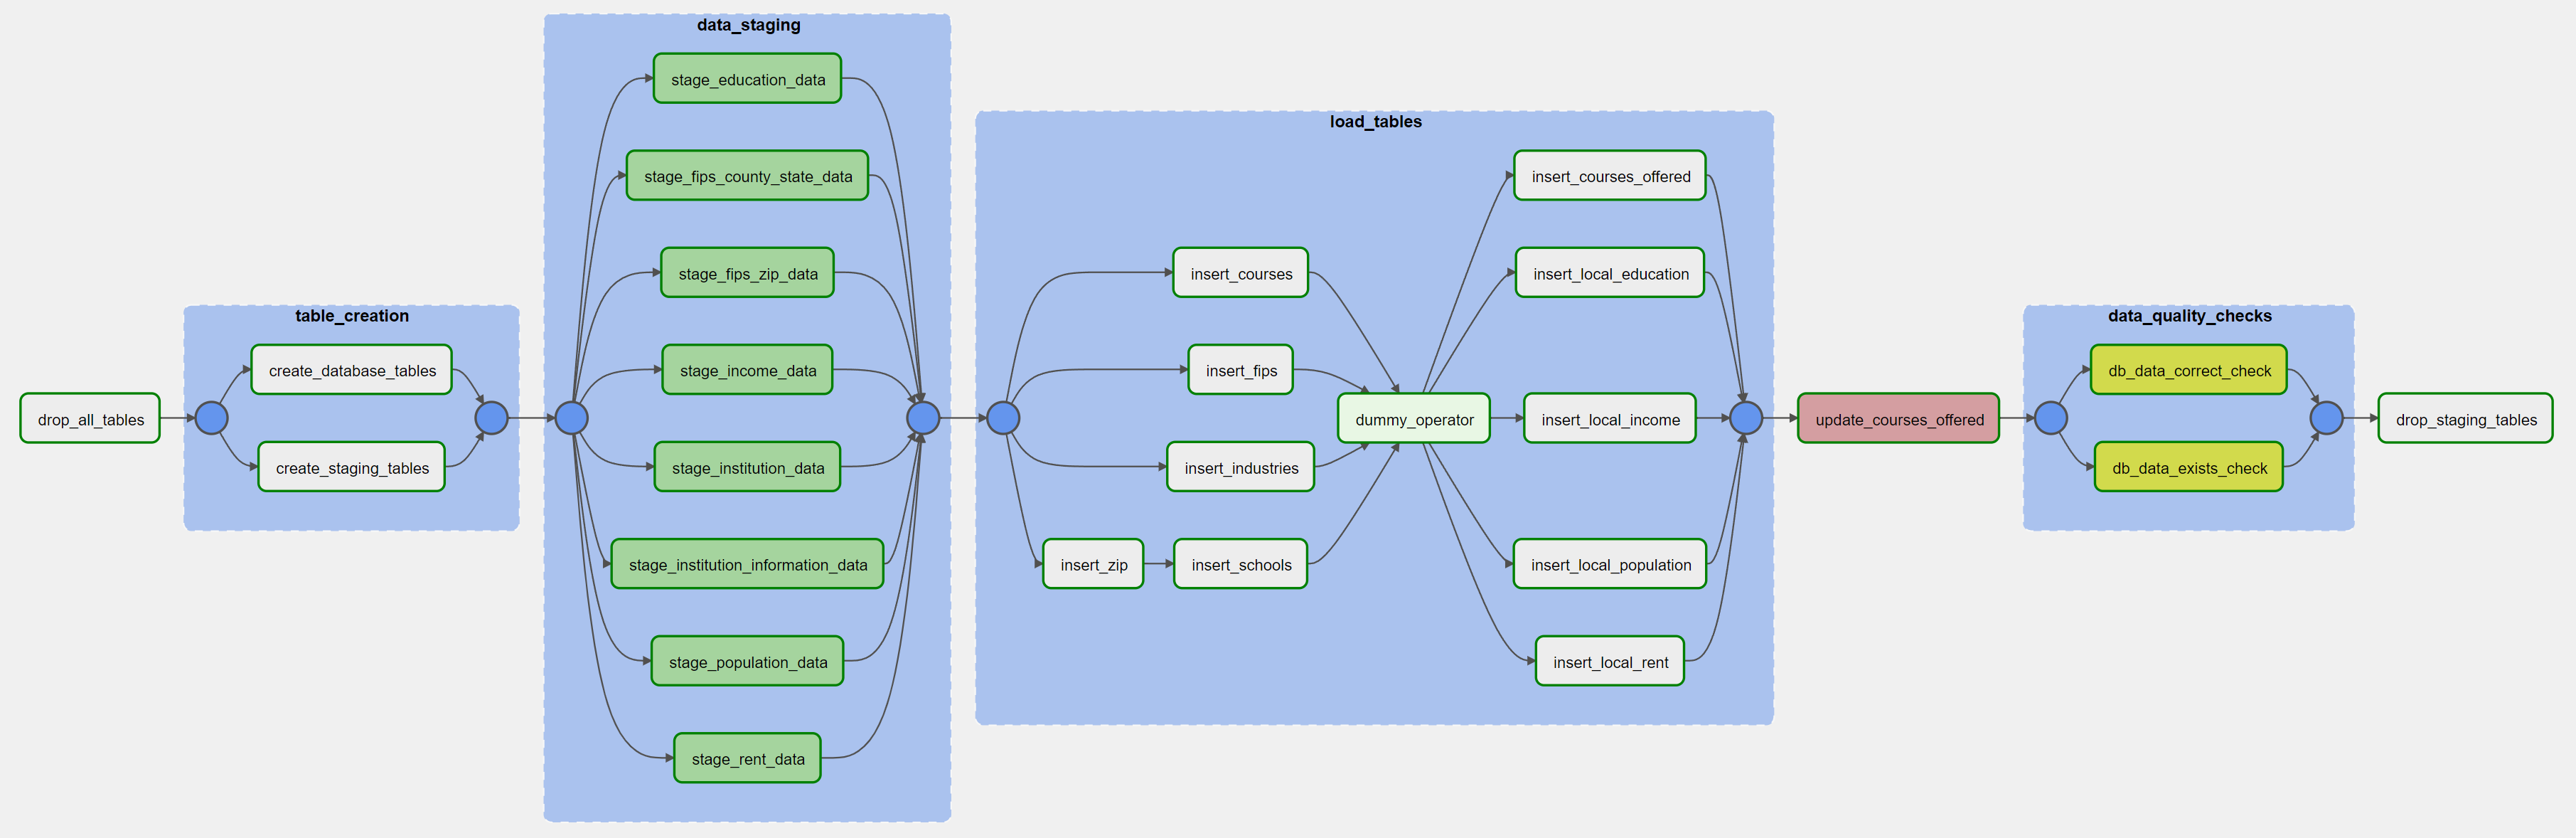 drop_all_tables
table_creation
create_database_tables
create_staging_tables
data_staging
stage_education_data
stage_fips_county_state_data
stage_fips_zip_data
stage_income_data
stage_institution_data
stage_institution_information_data
stage_population_data
stage_rent_data
load_tables
insert_courses
insert_fips
insert_industries
insert_zip
insert_schools
dummy_operator
insert_courses_offered
insert_local_education
insert_local_income
insert_local_population
insert_local_rent
update_courses_offered
data_quality_checks
db_data_correct_check
db_data_exists_check
drop_staging_tables